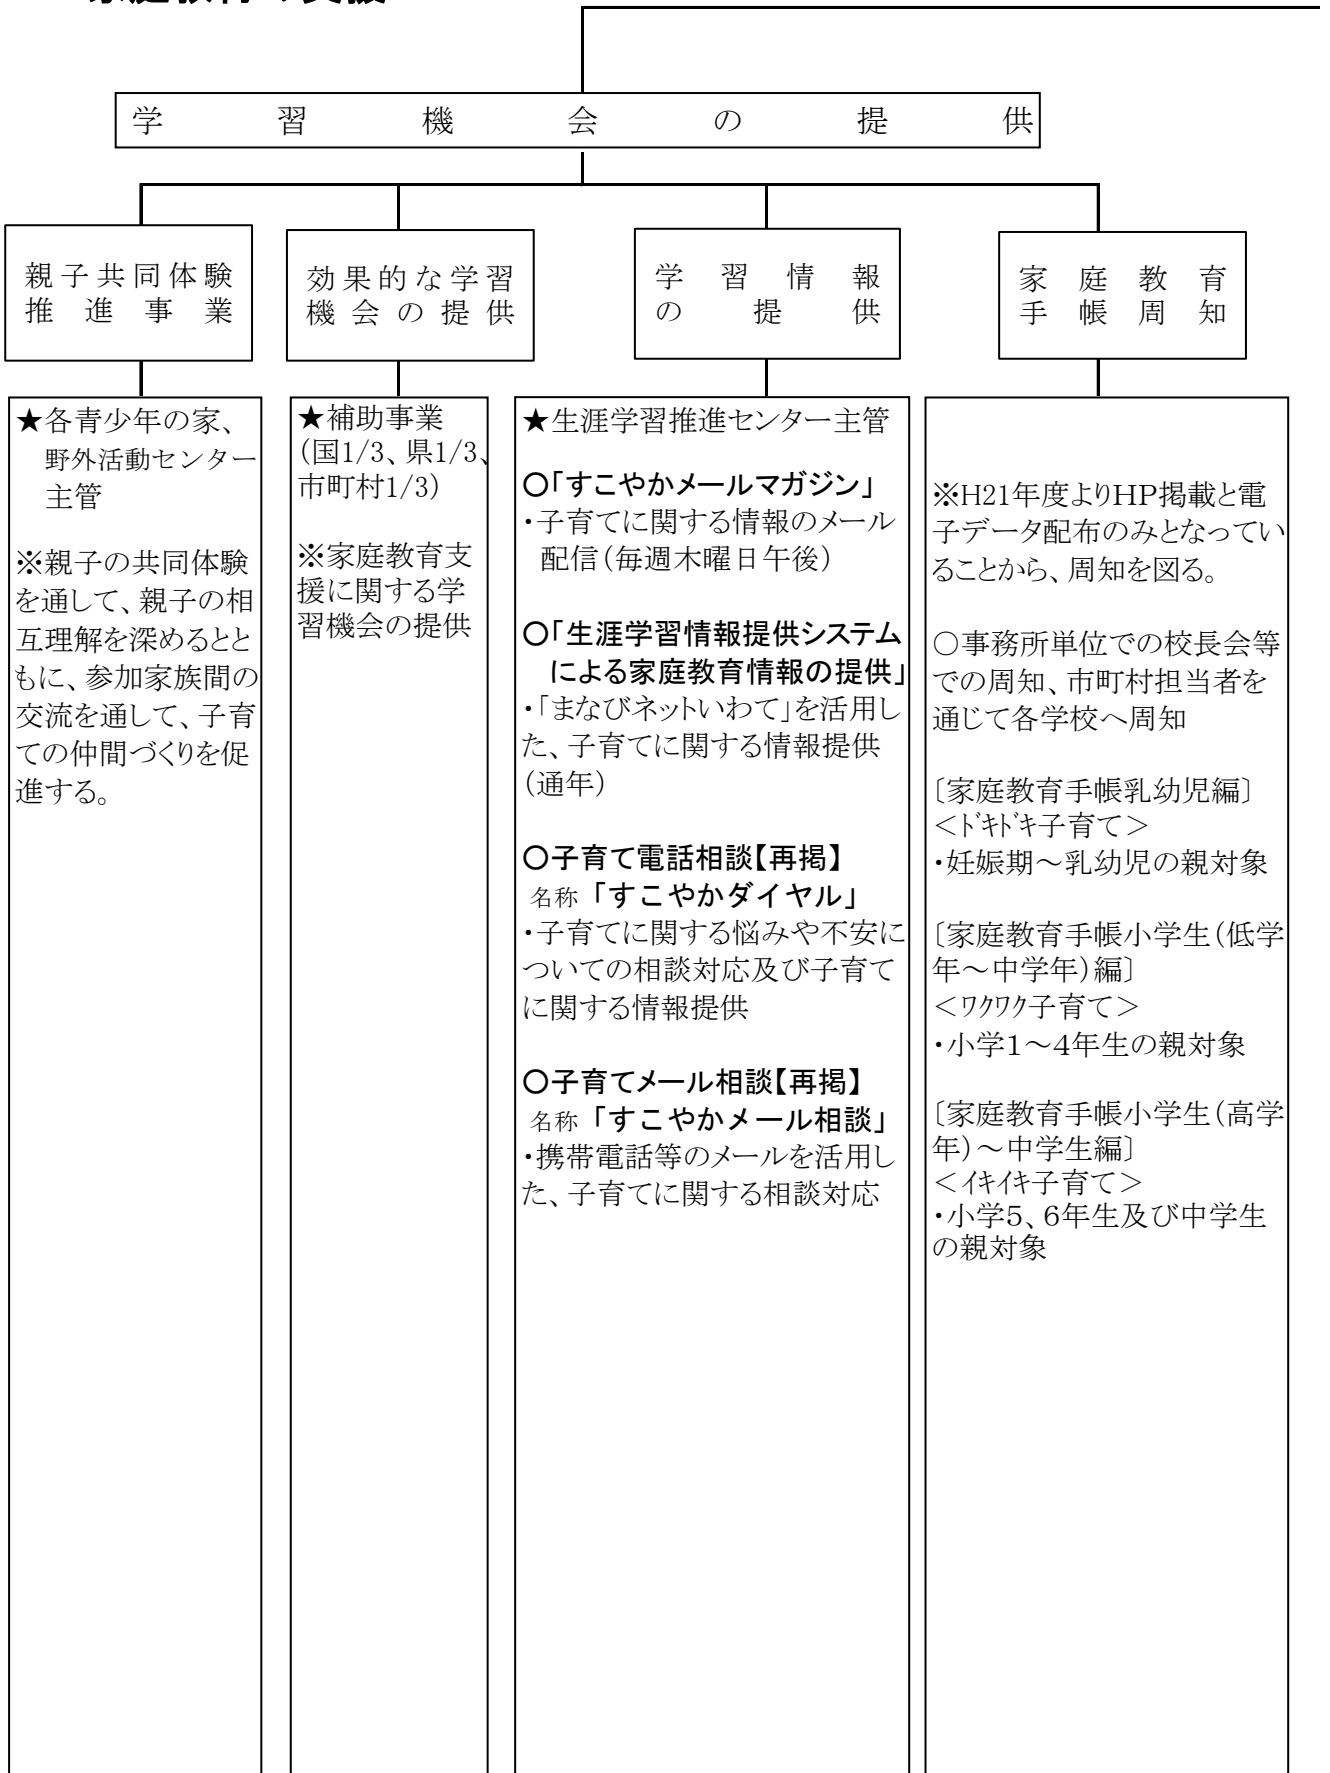 学習機会の提供
親子共同体験
推進事業
★各青少年の家、
野外活動センター
主管
※親子の共同体験
を通して、親子の相
互理解を深めるとと
もに、参加家族間の
交流を通して、子育
ての仲間づくりを促
進する。
効果的な学習
機会の提供
★補助事業
(国1/3、県1/3、
市町村1/3)
※家庭教育支
援に関する学
習機会の提供
学習情報
の提供
★生涯学習推進センター主管
○「すこやかメールマガジン」
・子育てに関する情報のメール
配信(毎週木曜日午後)
○「生涯学習情報提供システム
による家庭教育情報の提供」
・「まなびネットいわて」を活用し
た、子育てに関する情報提供
(通年)
○子育て電話相談【再掲】
名称「すこやかダイヤル」
・子育てに関する悩みや不安に
ついての相談対応及び子育て
に関する情報提供
○子育てメール相談【再掲】
名称「すこやかメール相談」
・携帯電話等のメールを活用し
た、子育てに関する相談対応
家庭教育
手帳周知
※H21年度よりHP掲載と電
子データ配布のみとなってい
ることから、周知を図る。
○事務所単位での校長会等
での周知、市町村担当者を
通じて各学校へ周知
〔家庭教育手帳乳幼児編〕
＜ﾄﾞｷﾄﾞｷ子育て＞
・妊娠期～乳幼児の親対象
〔家庭教育手帳小学生(低学
年～中学年)編〕
＜ﾜｸﾜｸ子育て＞
・小学1～4年生の親対象
〔家庭教育手帳小学生(高学
年)～中学生編〕
＜ｲｷｲｷ子育て＞
・小学5、6年生及び中学生
の親対象